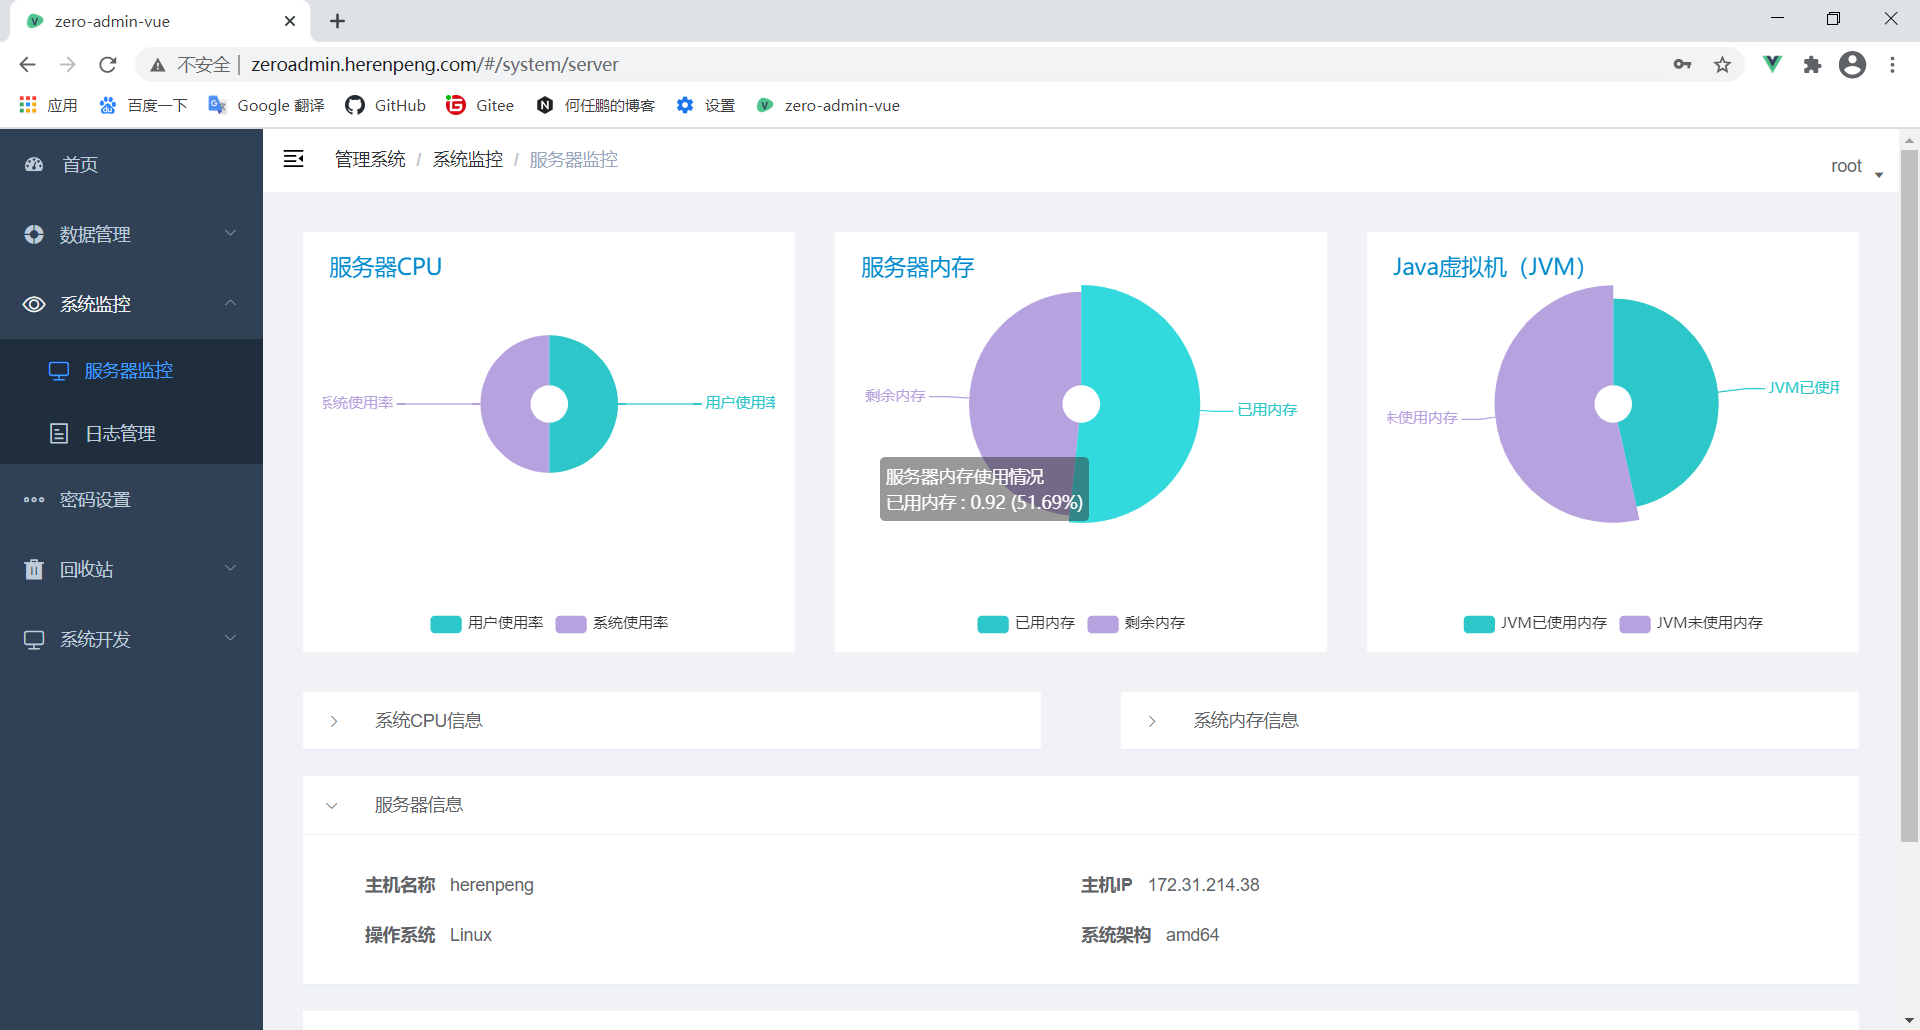 zero-admin-vue
不安全 | zeroadmin.herenpeng.com/#/system/server
应用 百度一下 Google 翻译 GitHub Gitee 何任鹏的博客 设置 zero-admin-vue
首页
数据管理
系统监控
服务器监控
日志管理
密码设置
回收站
系统开发
管理系统 / 系统监控 / 服务器监控
root
服务器CPU
系统使用率
用户使用率
用户使用率 系统使用率
服务器内存
剩余内存
已用内存
服务器内存使用情况
已用内存 : 0.92 (51.69%)
已用内存 剩余内存
Java虚拟机（JVM）
JVM已使用
未使用内存
JVM已使用内存 JVM未使用内存
系统CPU信息
系统内存信息
服务器信息
主机名称 herenpeng
主机IP 172.31.214.38
操作系统 Linux
系统架构 amd64